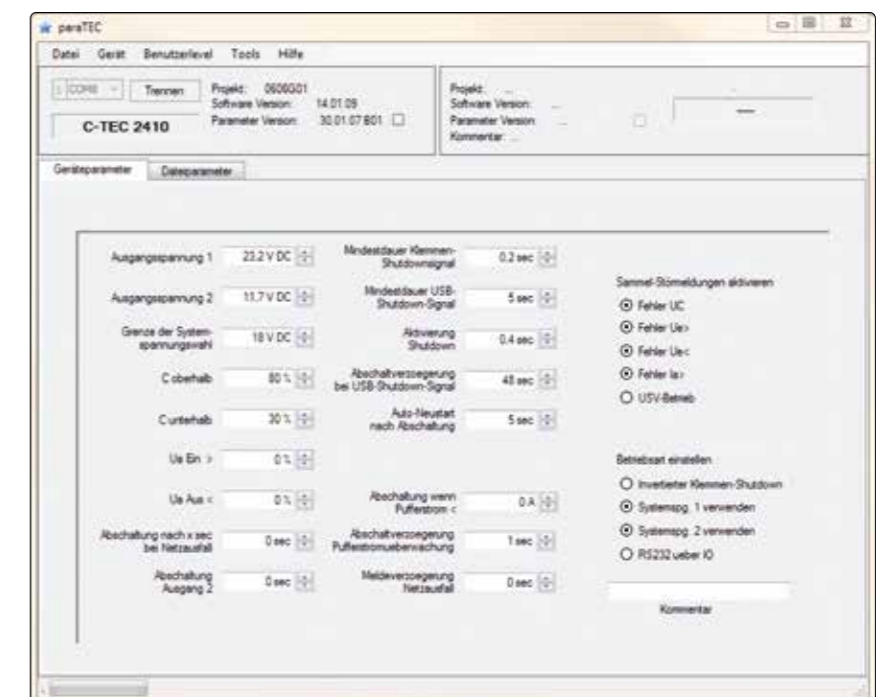 paraTEC
Datei Gerät Benutzerlevel Tools Hilfe
COM8 Trennen
C-TEC 2410
Projekt: 0606G01
Software Version: 14.01.09
Parameter Version: 30.01.07 B01
Projekt: ...
Software Version: ...
Parameter Version: ...
Kommentar: ...
---
Geräteparameter Dateiparameter
Ausgangsspannung 1 23.2 V DC
Ausgangsspannung 2 11,7 V DC
Grenze der System-
spannungswahl 18 V DC
C oberhalb 80 %
C unterhalb 30 %
Ue Ein > 0 %
Ue Aus < 0 %
Abschaltung nach x sec
bei Netzausfall 0 sec
Abschaltung
Ausgang 2 0 sec
Mindestdauer Klemmen-
Shutdownsignal 0.2 sec
Mindestdauer USB-
Shutdown-Signal 5 sec
Aktivierung
Shutdown 0.4 sec
Abschaltverzoegerung
bei USB-Shutdown-Signal 48 sec
Auto-Neustart
nach Abschaltung 5 sec
Abschaltung wenn
Pufferstrom < 0 A
Abschaltverzoegerung
Pufferstromueberwachung 1 sec
Meldeverzoegerung
Netzausfall 0 sec
Sammel-Störmeldungen aktivieren
Fehler UC
Fehler Ue>
Fehler Ue<
Fehler Ia>
USV-Betrieb
Betriebsart einstellen
Invertierter Klemmen-Shutdown
Systemspg. 1 verwenden
Systemspg. 2 verwenden
RS232 ueber IO
Kommentar